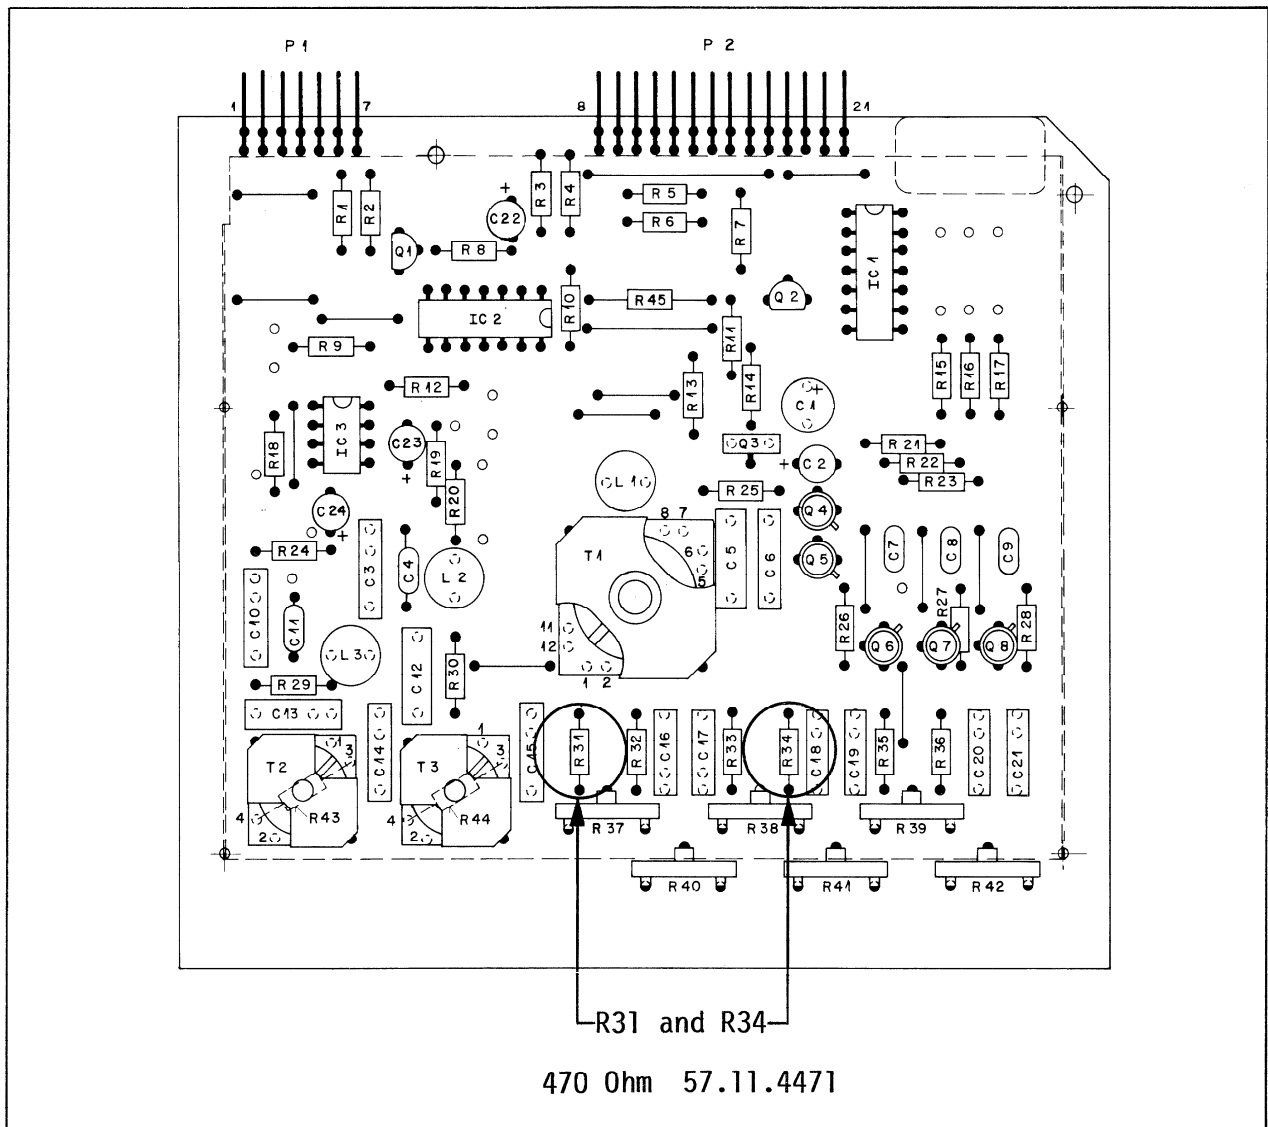 P1 P2
1 7 8 21
R1 R2 R3 R4 R5
C22 + R6 R7
Q1 R8 IC1
R10 R45 Q2
IC2 R11
R9
R12 R13 R14 R15 R16 R17
C1 +
IC3 C23 + R19 Q3 R21
R18 R20 + C2 R22
R23
L1 R25
C24 + Q4
8 7
R24 C3 C4 T1 6 C5 C6 Q5 C7 C8 C9
L2 5
C10 C11 11 R26 R27 R28
12 Q6 Q7 Q8
L3 C12 R30 1 2
R29
C13
C14 C15 R31 R32 C16 C17 R33 R34 C18 C19 R35 R36 C20 C21
T2 1 3 T3 1 3
4 R43 4 R44 R37 R38 R39
2 2
R40 R41 R42
R31 and R34
470 Ohm 57.11.4471